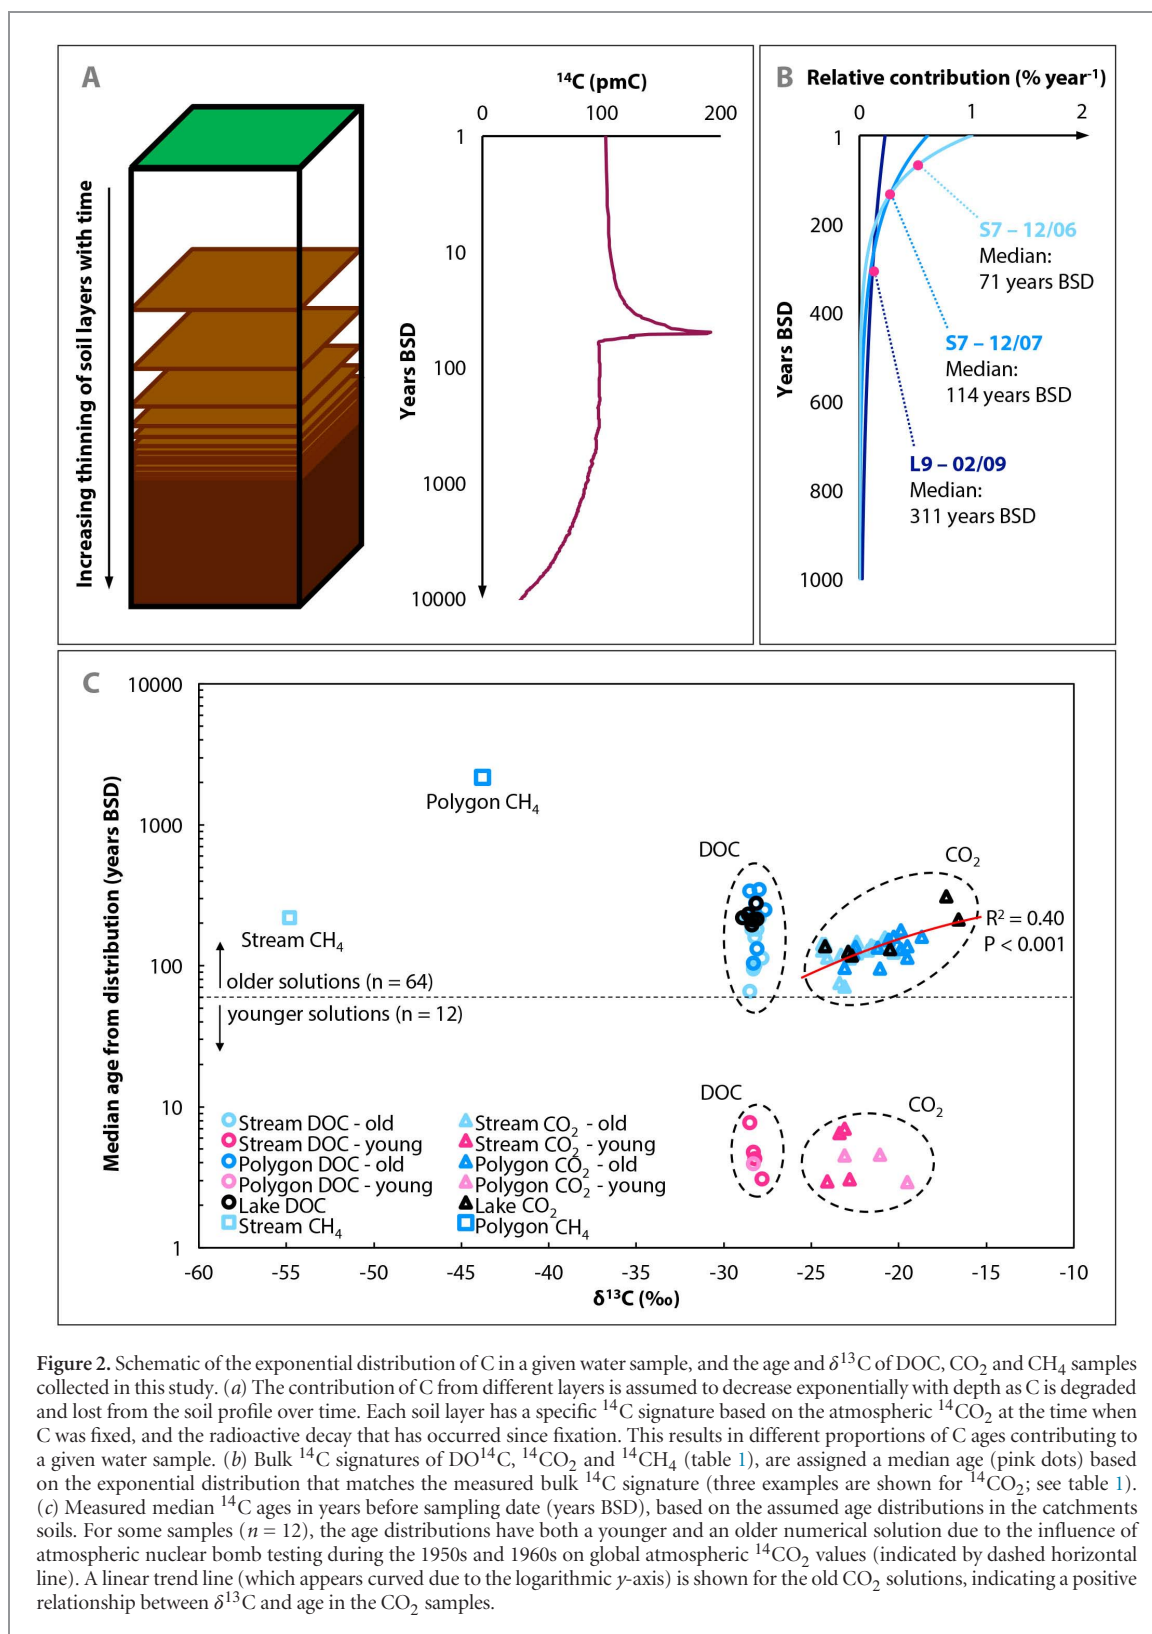 A
Increasing thinning of soil layers with time
¹⁴C (pmC)
0 100 200
Years BSD
1
10
100
1000
10000
B
Relative contribution (% year⁻¹)
0 1 2
Years BSD
1
200
400
600
800
1000
S7 – 12/06
Median:
71 years BSD
S7 – 12/07
Median:
114 years BSD
L9 – 02/09
Median:
311 years BSD
C
Median age from distribution (years BSD)
10000
1000
100
10
1
Polygon CH₄
Stream CH₄
DOC
CO₂
R² = 0.40
P < 0.001
older solutions (n = 64)
younger solutions (n = 12)
DOC
CO₂
Stream DOC - old
Stream DOC - young
Polygon DOC - old
Polygon DOC - young
Lake DOC
Stream CH₄
Stream CO₂ - old
Stream CO₂ - young
Polygon CO₂ - old
Polygon CO₂ - young
Lake CO₂
Polygon CH₄
-60 -55 -50 -45 -40 -35 -30 -25 -20 -15 -10
δ¹³C (‰)
Figure 2. Schematic of the exponential distribution of C in a given water sample, and the age and δ¹³C of DOC, CO₂ and CH₄ samples
collected in this study. (a) The contribution of C from different layers is assumed to decrease exponentially with depth as C is degraded
and lost from the soil profile over time. Each soil layer has a specific ¹⁴C signature based on the atmospheric ¹⁴CO₂ at the time when
C was fixed, and the radioactive decay that has occurred since fixation. This results in different proportions of C ages contributing to
a given water sample. (b) Bulk ¹⁴C signatures of DO¹⁴C, ¹⁴CO₂ and ¹⁴CH₄ (table 1), are assigned a median age (pink dots) based
on the exponential distribution that matches the measured bulk ¹⁴C signature (three examples are shown for ¹⁴CO₂; see table 1).
(c) Measured median ¹⁴C ages in years before sampling date (years BSD), based on the assumed age distributions in the catchments
soils. For some samples (n = 12), the age distributions have both a younger and an older numerical solution due to the influence of
atmospheric nuclear bomb testing during the 1950s and 1960s on global atmospheric ¹⁴CO₂ values (indicated by dashed horizontal
line). A linear trend line (which appears curved due to the logarithmic y-axis) is shown for the old CO₂ solutions, indicating a positive
relationship between δ¹³C and age in the CO₂ samples.